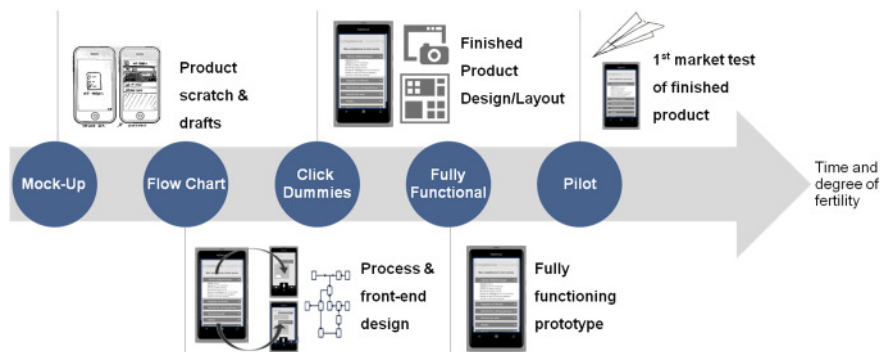 Product
scratch &
drafts
Finished
Product
Design/Layout
1st market test
of finished
product
Mock-Up
Flow Chart
Click
Dummies
Fully
Functional
Pilot
Time and
degree of
fertility
Process &
front-end
design
Fully
functioning
prototype